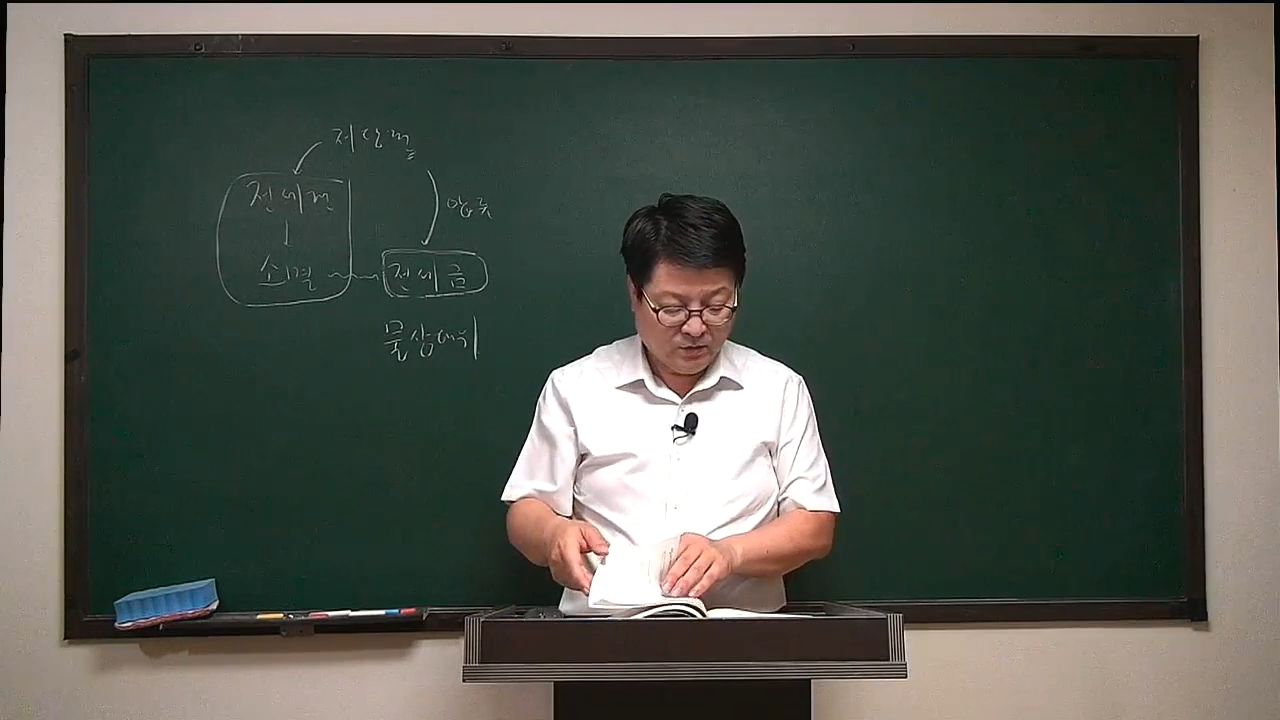 저당권
전세권
압류
소멸 전세금
물상대위